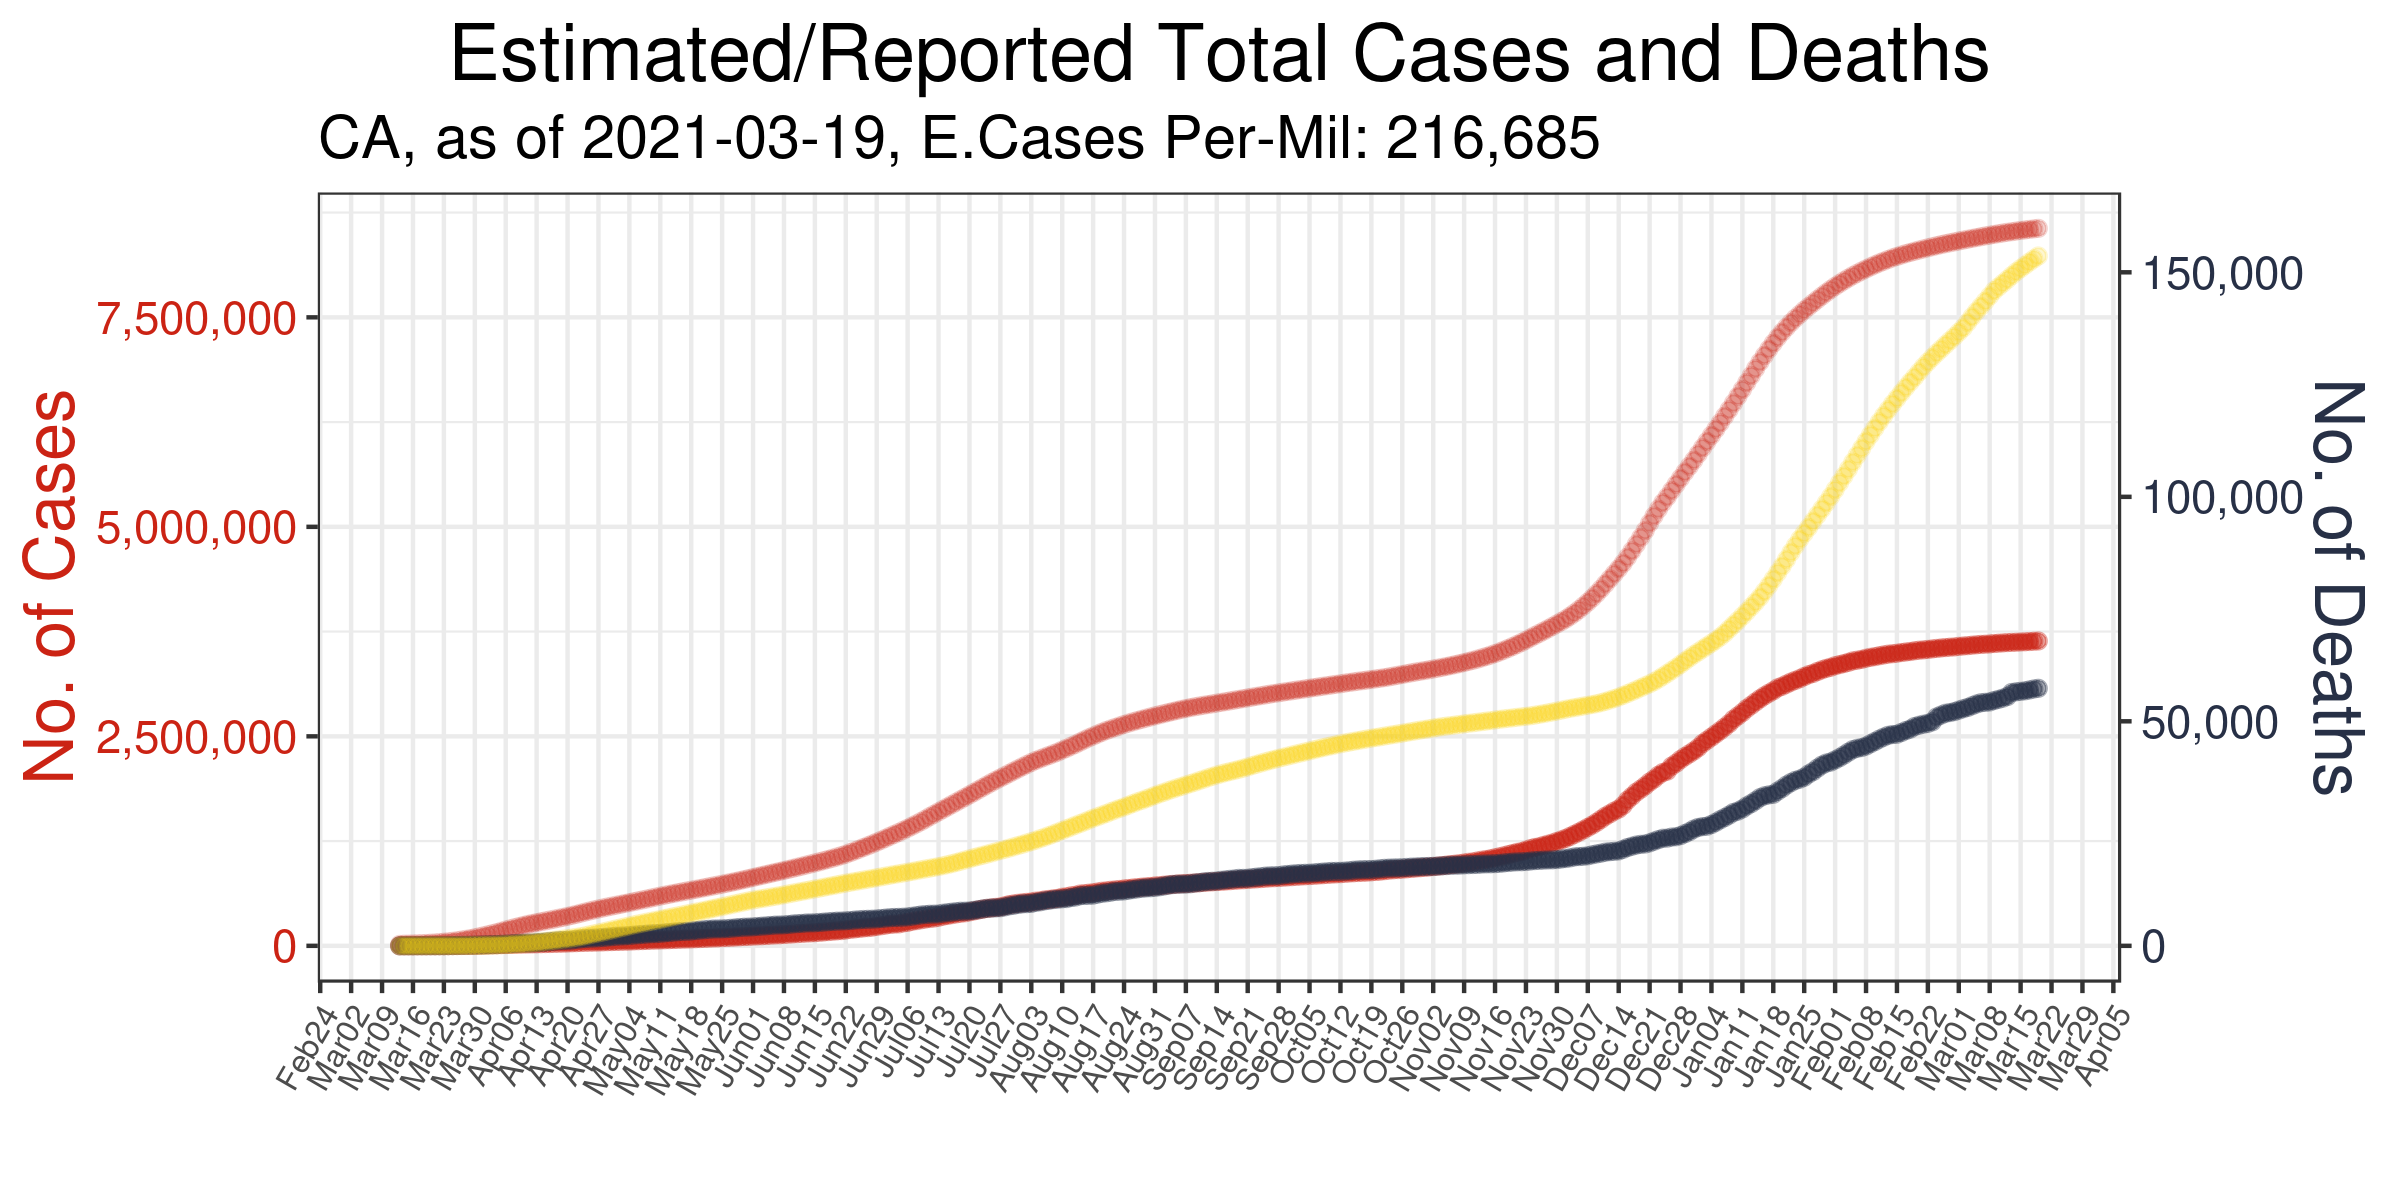 Estimated/Reported Total Cases and Deaths
CA, as of 2021-03-19, E.Cases Per-Mil: 216,685
No. of Cases
7,500,000
5,000,000
2,500,000
0
150,000
100,000
50,000
0
No. of Deaths
Feb24
Mar02
Mar09
Mar16
Mar23
Mar30
Apr06
Apr13
Apr20
Apr27
May04
May11
May18
May25
Jun01
Jun08
Jun15
Jun22
Jun29
Jul06
Jul13
Jul20
Jul27
Aug03
Aug10
Aug17
Aug24
Aug31
Sep07
Sep14
Sep21
Sep28
Oct05
Oct12
Oct19
Oct26
Nov02
Nov09
Nov16
Nov23
Nov30
Dec07
Dec14
Dec21
Dec28
Jan04
Jan11
Jan18
Jan25
Feb01
Feb08
Feb15
Feb22
Mar01
Mar08
Mar15
Mar22
Mar29
Apr05